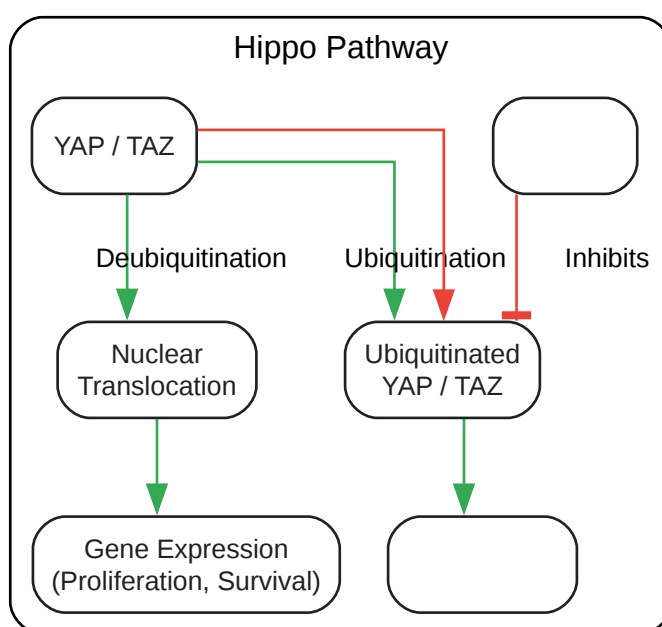 Hippo Pathway
YAP / TAZ
Deubiquitination
Ubiquitination
Inhibits
Nuclear
Translocation
Ubiquitinated
YAP / TAZ
Gene Expression
(Proliferation, Survival)